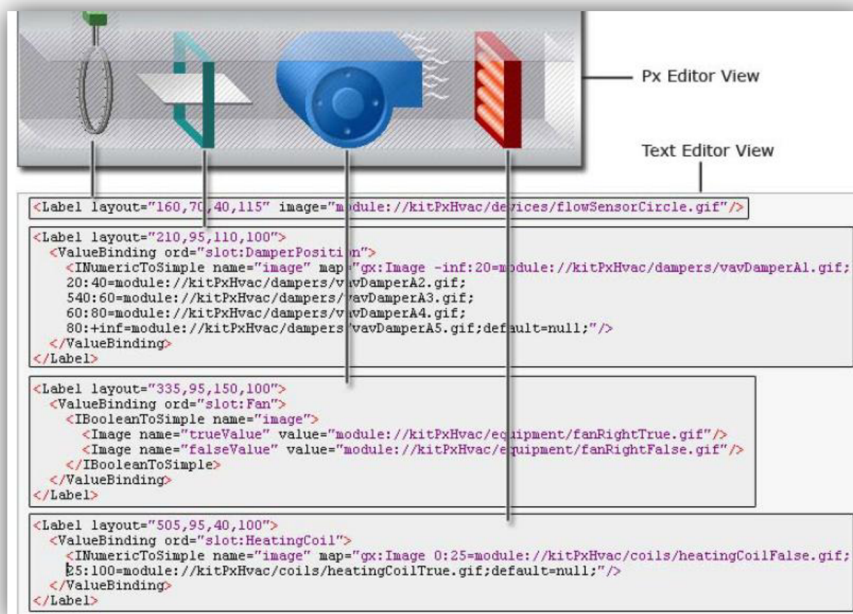 Px Editor View
Text Editor View
<Label layout="160,70,40,115" image="module://kitPxHvac/devices/flowSensorCircle.gif"/>
<Label layout="210,95,110,100">
<ValueBinding ord="slot:DamperPosition">
<INumericToSimple name="image" map="gx:Image -inf:20=module://kitPxHvac/dampers/vavDamperA1.gif;
20:40=module://kitPxHvac/dampers/vavDamperA2.gif;
540:60=module://kitPxHvac/dampers/vavDamperA3.gif;
60:80=module://kitPxHvac/dampers/vavDamperA4.gif;
80:+inf=module://kitPxHvac/dampers/vavDamperA5.gif;default=null;"/>
</ValueBinding>
</Label>
<Label layout="335,95,150,100">
<ValueBinding ord="slot:Fan">
<IBooleanToSimple name="image">
<Image name="trueValue" value="module://kitPxHvac/equipment/fanRightTrue.gif"/>
<Image name="falseValue" value="module://kitPxHvac/equipment/fanRightFalse.gif"/>
</IBooleanToSimple>
</ValueBinding>
</Label>
<Label layout="505,95,40,100">
<ValueBinding ord="slot:HeatingCoil">
<INumericToSimple name="image" map="gx:Image 0:25=module://kitPxHvac/coils/heatingCoilFalse.gif;
25:100=module://kitPxHvac/coils/heatingCoilTrue.gif;default=null;"/>
</ValueBinding>
</Label>